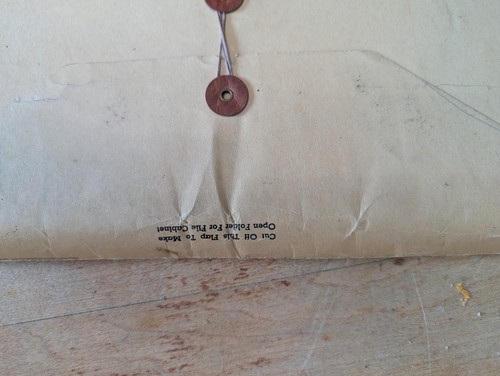 Cut Off This Flap To Make
Open Folder For File Cabinet